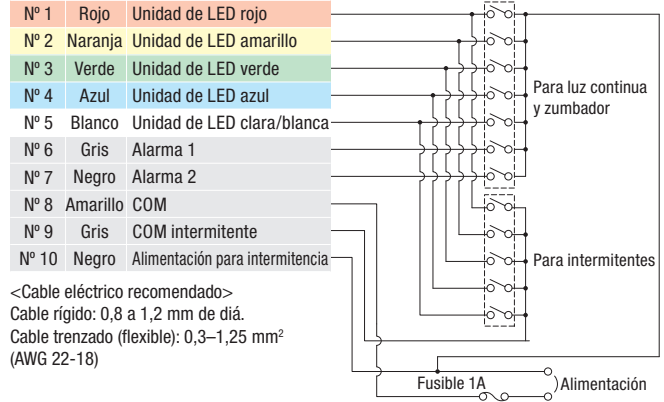 Nº 1 Rojo Unidad de LED rojo
Nº 2 Naranja Unidad de LED amarillo
Nº 3 Verde Unidad de LED verde
Nº 4 Azul Unidad de LED azul
Nº 5 Blanco Unidad de LED clara/blanca
Nº 6 Gris Alarma 1
Nº 7 Negro Alarma 2
Nº 8 Amarillo COM
Nº 9 Gris COM intermitente
Nº 10 Negro Alimentación para intermitencia
Para luz continua
y zumbador
Para intermitentes
<Cable eléctrico recomendado>
Cable rígido: 0,8 a 1,2 mm de diá.
Cable trenzado (flexible): 0,3–1,25 mm²
(AWG 22-18)
Fusible 1A
Alimentación